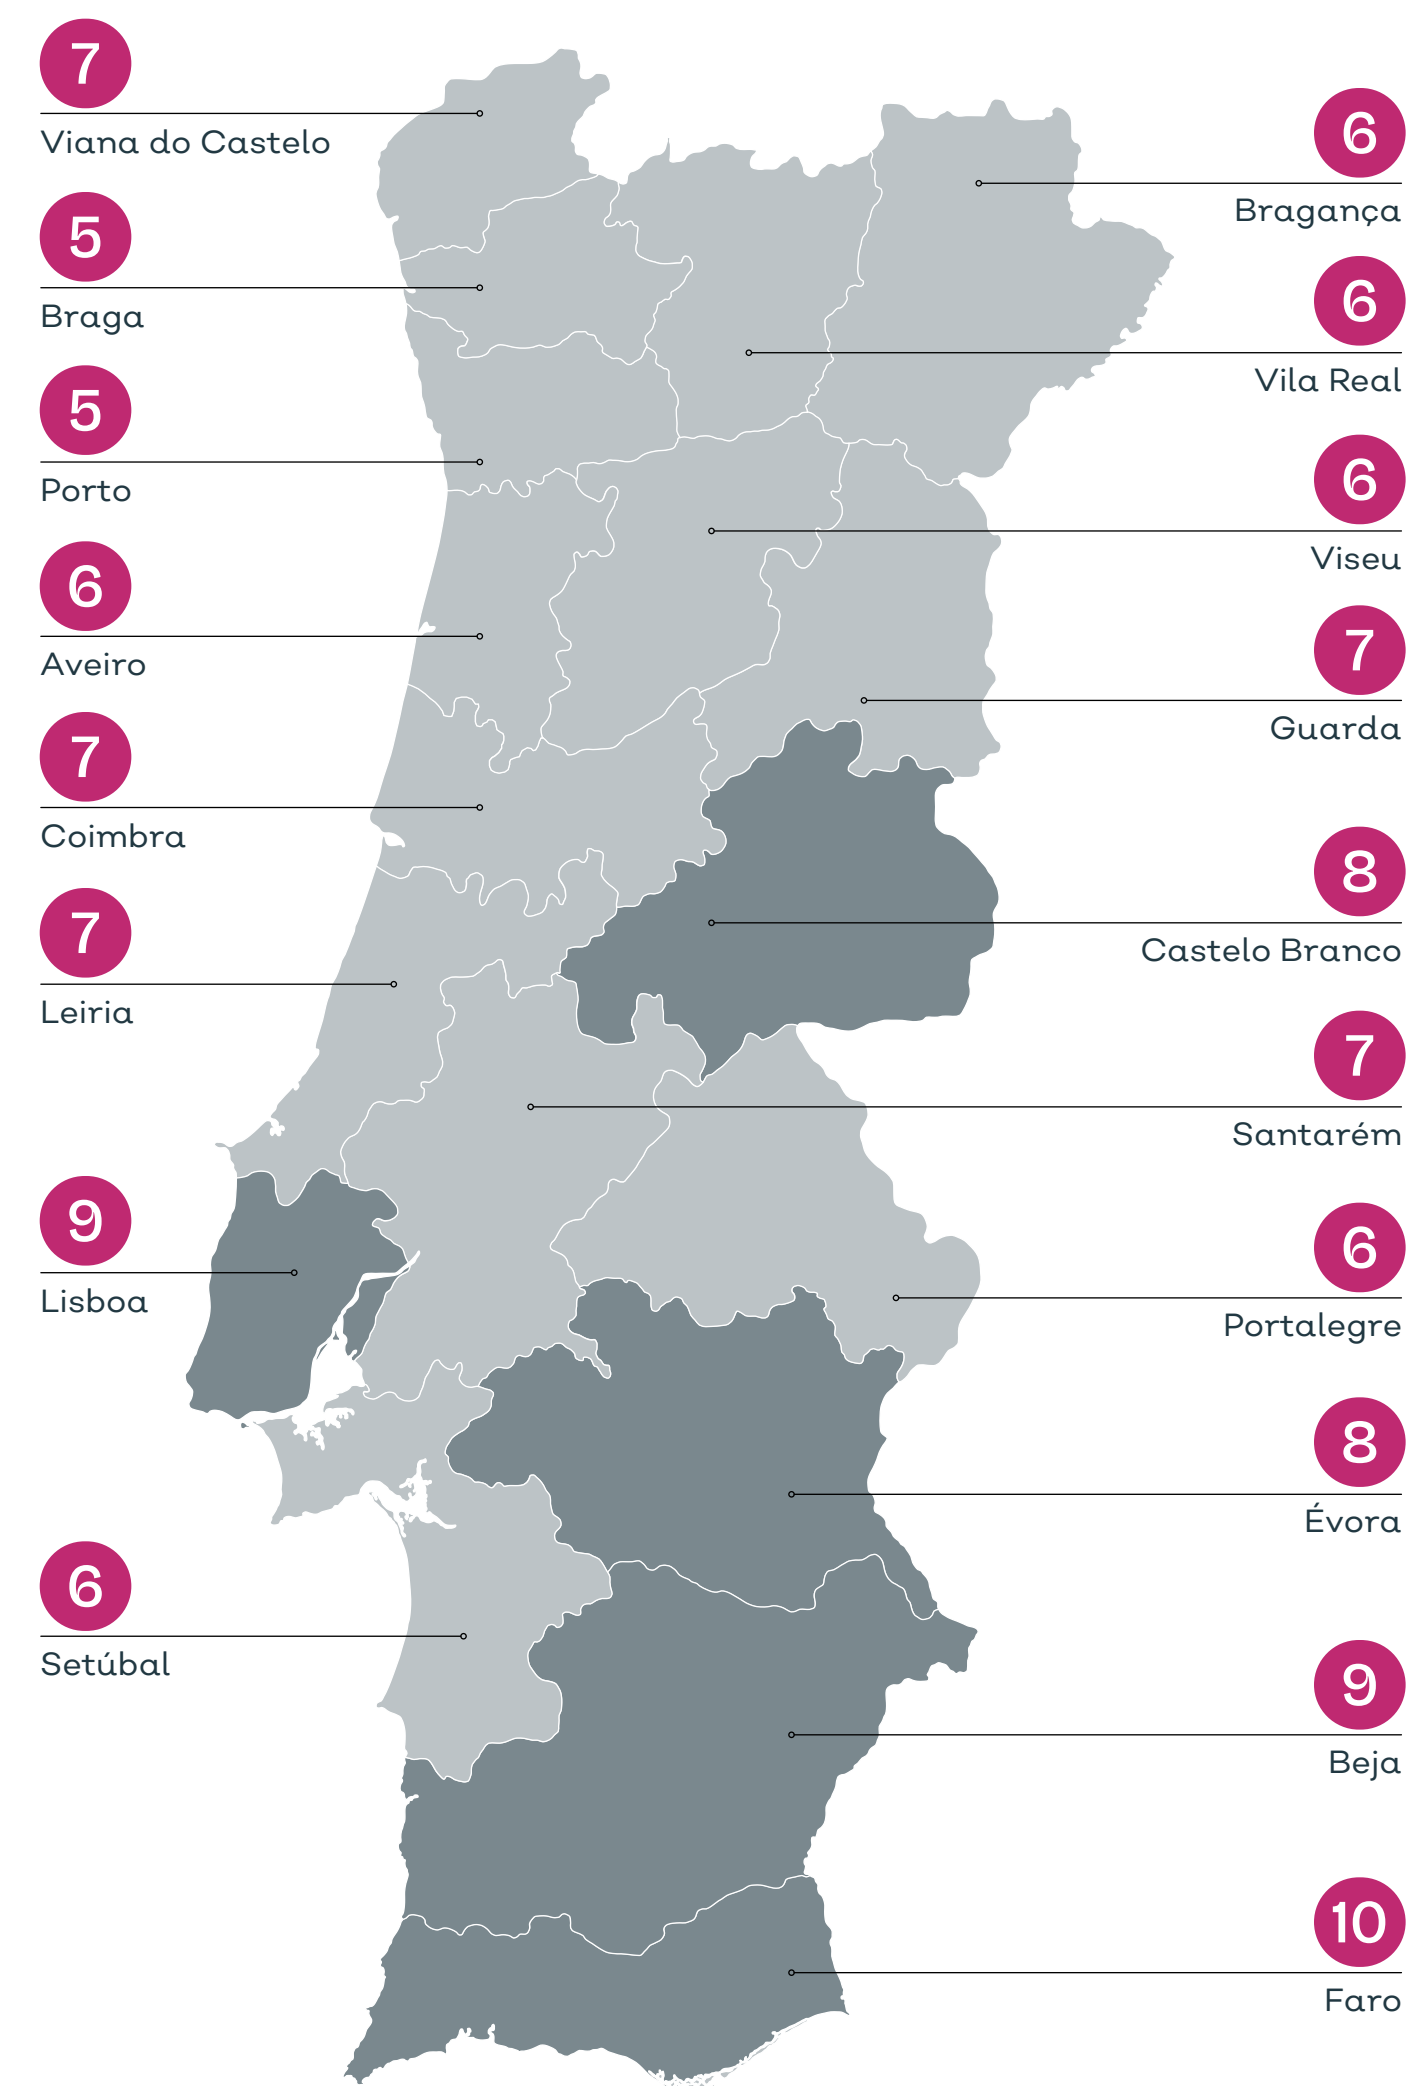 7
Viana do Castelo
5
Braga
5
Porto
6
Aveiro
7
Coimbra
7
Leiria
9
Lisboa
6
Setúbal
6
Bragança
6
Vila Real
6
Viseu
7
Guarda
8
Castelo Branco
7
Santarém
6
Portalegre
8
Évora
9
Beja
10
Faro